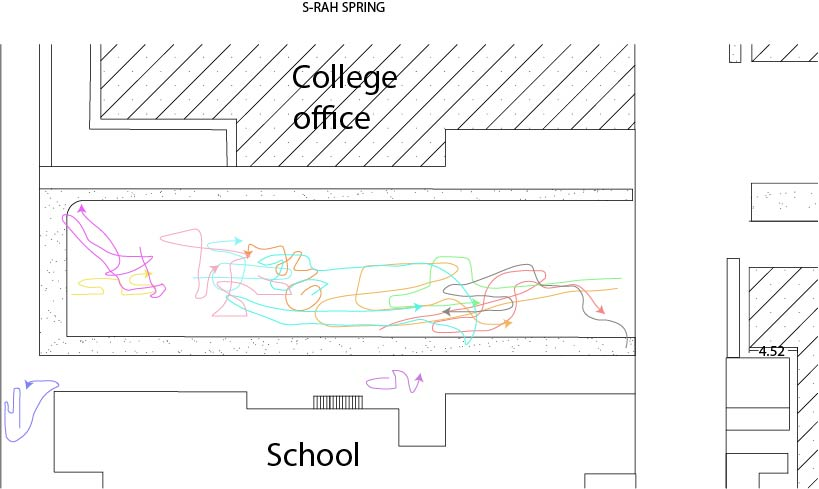 S-RAH SPRING
College
office
4.52
School